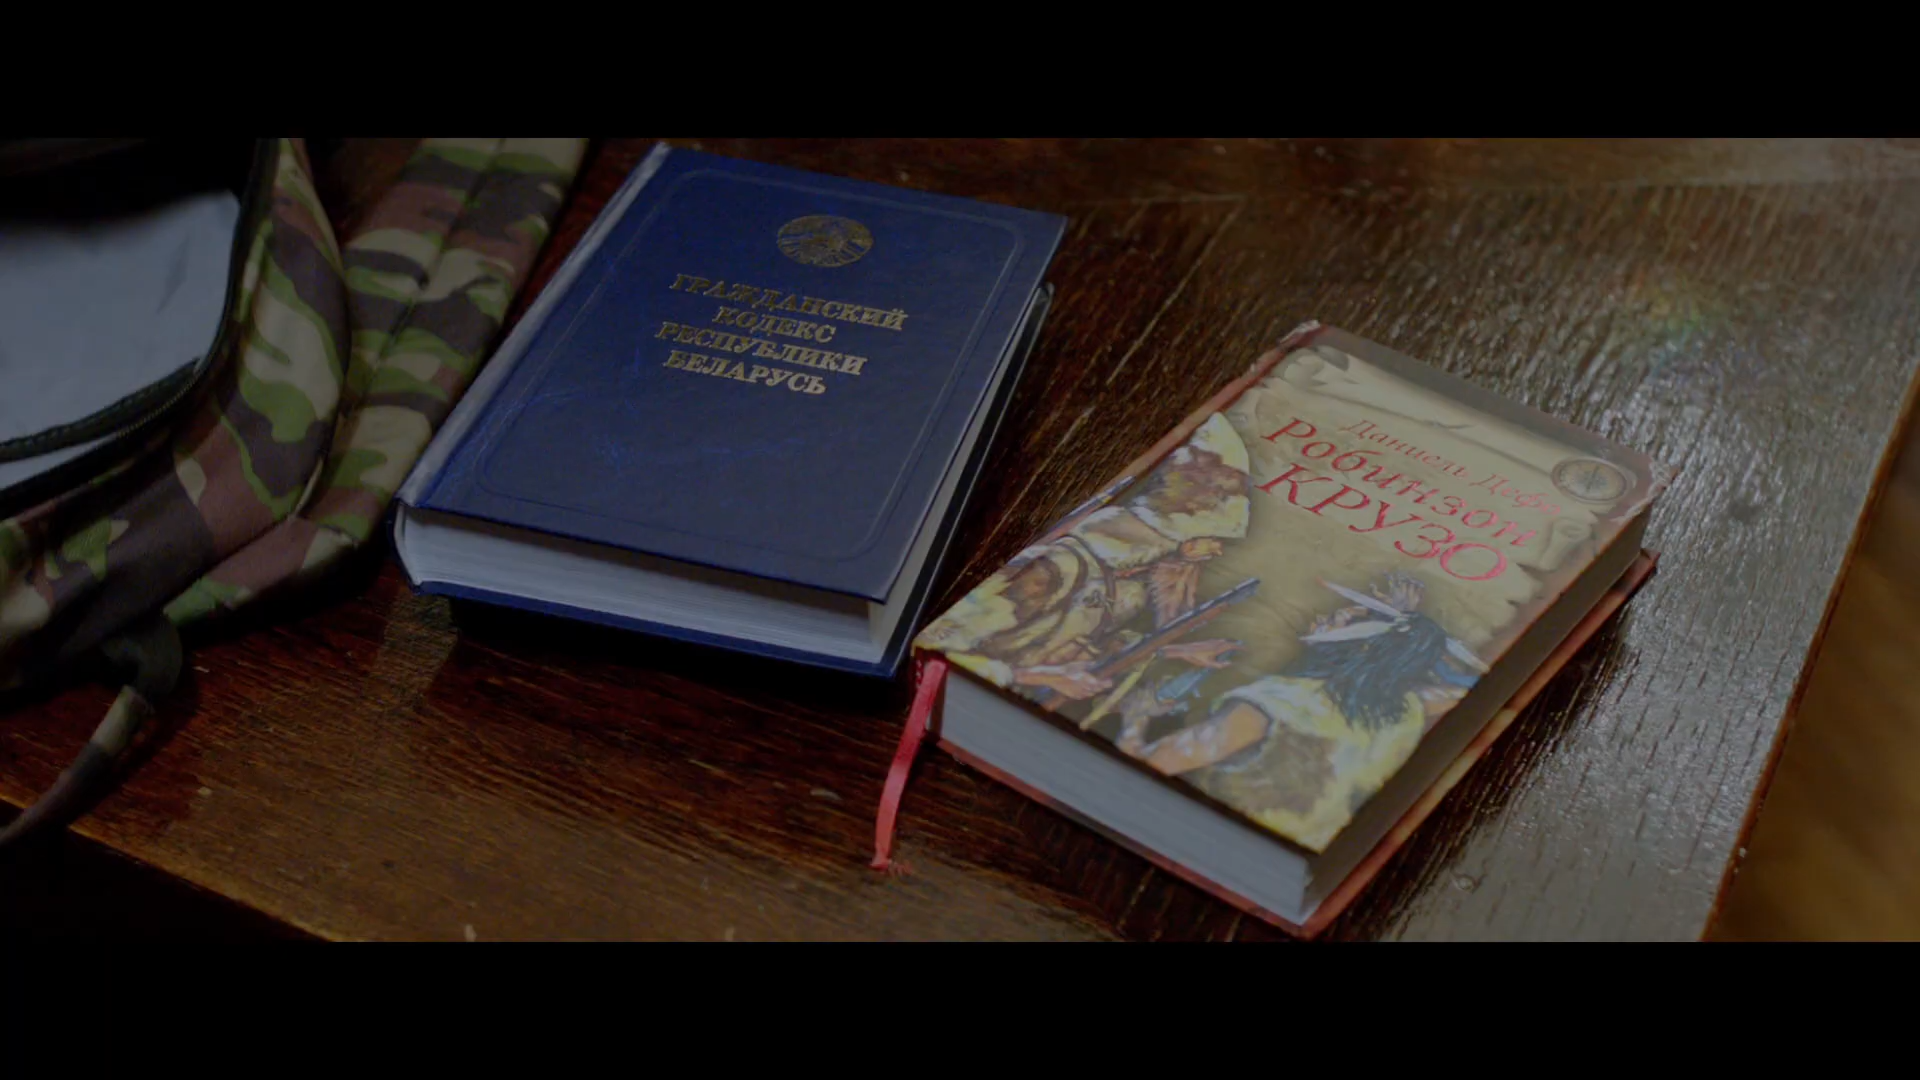 ГРАЖДАНСКИЙ
КОДЕКС
РЕСПУБЛИКИ
БЕЛАРУСЬ
Даниель Дефо
Робинзон
КРУЗО